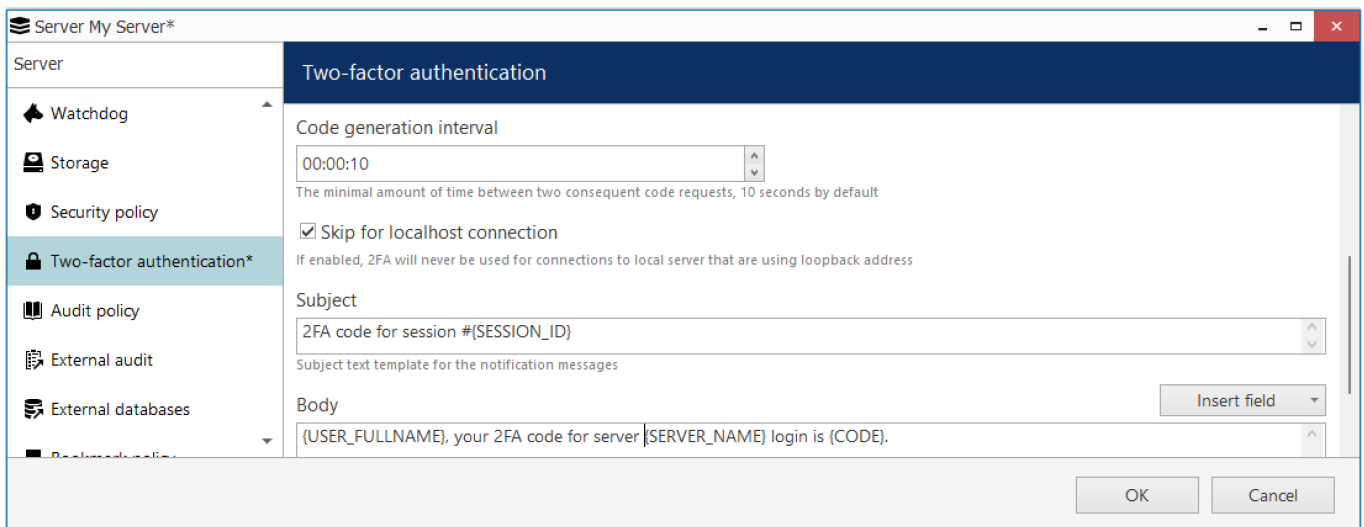 Server My Server*
Server
Two-factor authentication
Watchdog
Storage
Security policy
Two-factor authentication*
Audit policy
External audit
External databases
Bookmark policy
Code generation interval
00:00:10
The minimal amount of time between two consequent code requests, 10 seconds by default
Skip for localhost connection
If enabled, 2FA will never be used for connections to local server that are using loopback address
Subject
2FA code for session #{SESSION_ID}
Subject text template for the notification messages
Body
Insert field
{USER_FULLNAME}, your 2FA code for server {SERVER_NAME} login is {CODE}.
OK
Cancel